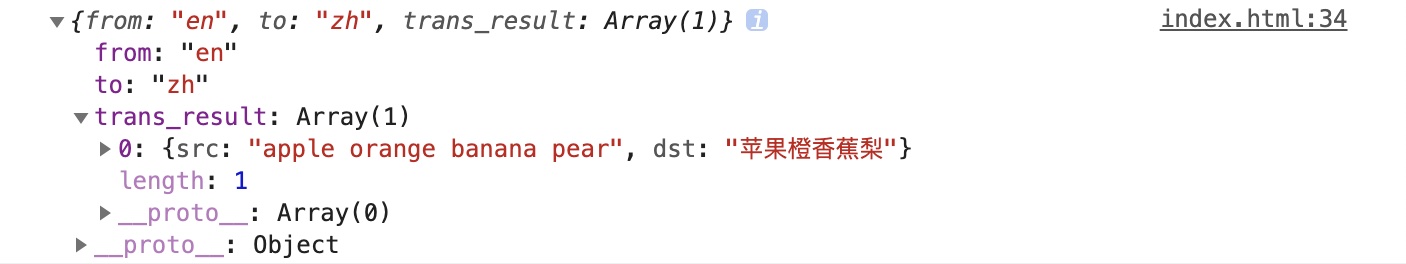 {from: "en", to: "zh", trans_result: Array(1)} i index.html:34
from: "en"
to: "zh"
trans_result: Array(1)
0: {src: "apple orange banana pear", dst: "苹果橙香蕉梨"}
length: 1
__proto__: Array(0)
__proto__: Object